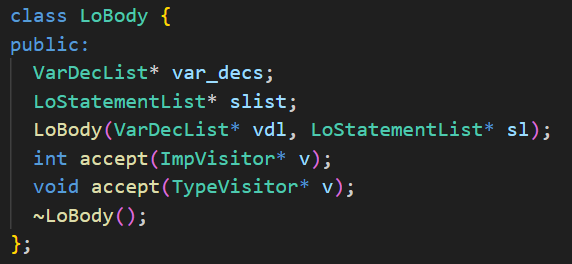 class LoBody {
public:
  VarDecList* var_decs;
  LoStatementList* slist;
  LoBody(VarDecList* vdl, LoStatementList* sl);
  int accept(ImpVisitor* v);
  void accept(TypeVisitor* v);
  ~LoBody();
};